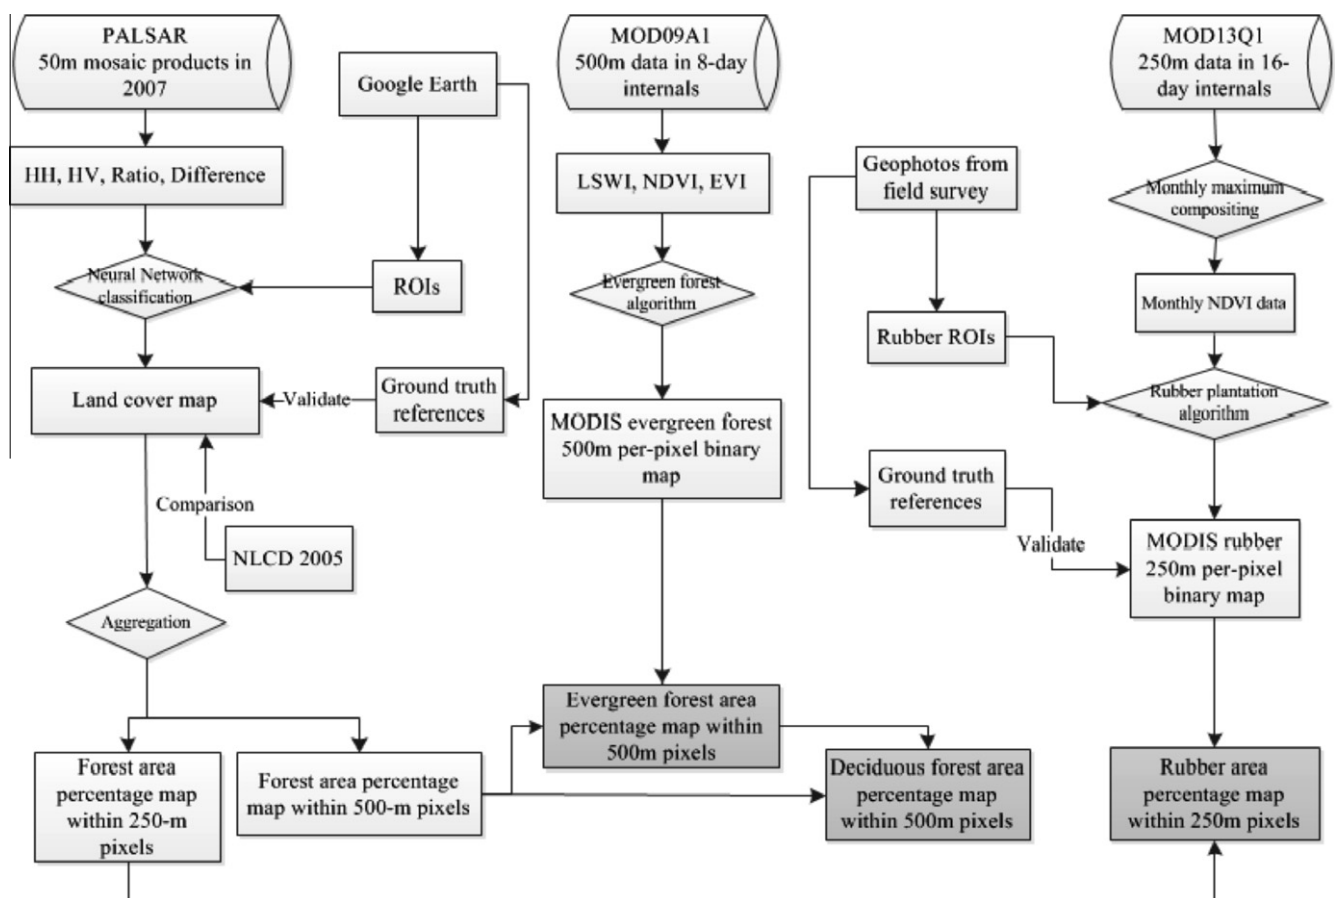 PALSAR
50m mosaic products in
2007
HH, HV, Ratio, Difference
Neural Network
classification
Land cover map
Comparison
NLCD 2005
Aggregation
Forest area
percentage map
within 250-m
pixels
Forest area percentage
map within 500-m pixels
Google Earth
ROIs
Validate
Ground truth
references
MOD09A1
500m data in 8-day
internals
LSWI, NDVI, EVI
Evergreen forest
algorithm
MODIS evergreen forest
500m per-pixel binary
map
Evergreen forest area
percentage map within
500m pixels
Deciduous forest area
percentage map
within 500m pixels
Geophotos from
field survey
Rubber ROIs
Ground truth
references
Validate
MOD13Q1
250m data in 16-
day internals
Monthly maximum
compositing
Monthly NDVI data
Rubber plantation
algorithm
MODIS rubber
250m per-pixel
binary map
Rubber area
percentage map
within 250m pixels